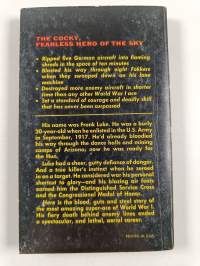 THE COCKY,
FEARLESS HERO OF THE SKY
• Ripped five German aircraft into flaming
shreds in the space of ten minutes
• Blasted his way through eight Fokkers
when they swooped down on his lone
machine
• Destroyed more enemy aircraft in shorter
time than any other World War I ace
• Set a standard of courage and deadly skill
that has never been surpassed
His name was Frank Luke. He was a burly
20-year-old when he enlisted in the U.S. Army
in September, 1917. He'd already blooded
his way through the dance halls and mining
camps of Arizona; now he was ready for
the Hun.
Luke had a sheer, gutty defiance of danger.
And a true killer's instinct when he zeroed
in on a target. He considered war his personal
shortcut to glory—and his blazing air feats
earned him the Distinguished Service Cross
and the Congressional Medal of Honor.
Here is the blood, guts and steel story of
the most amazing super-ace of World War I.
His fiery death behind enemy lines ended
a spectacular, and lethal, aerial career.
PRINTED IN U.S.A.